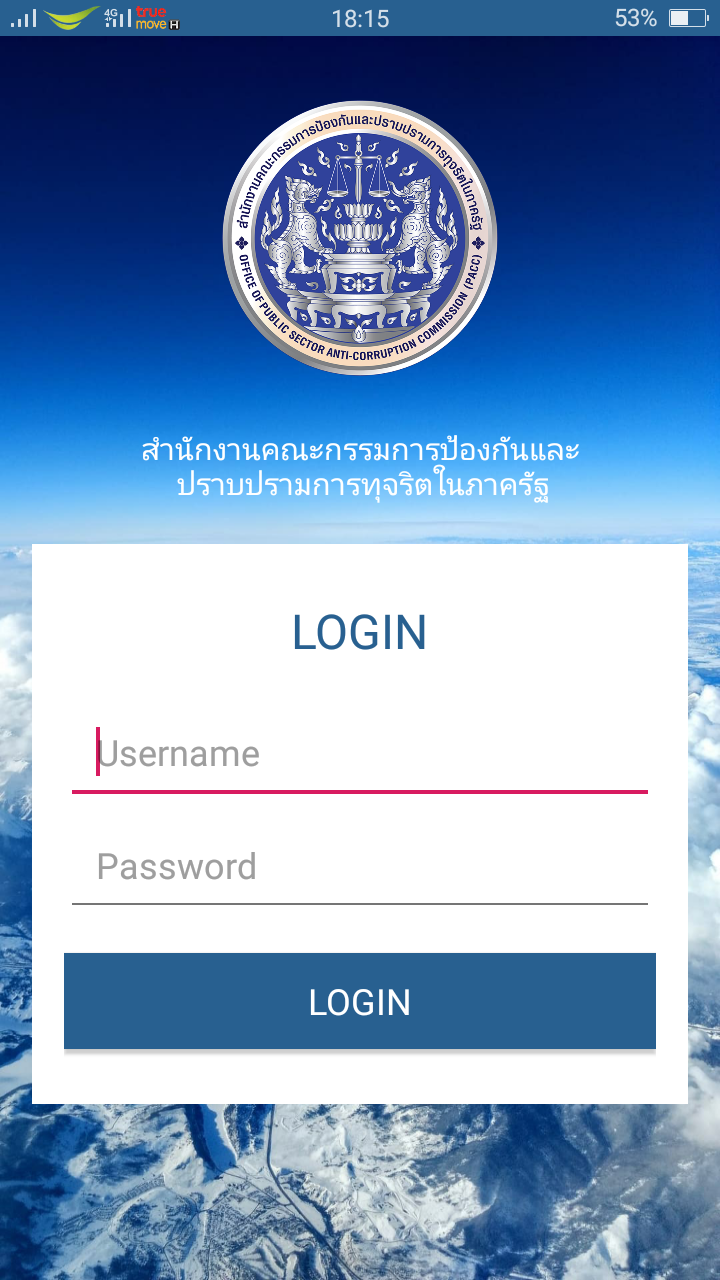 4G true
move H
18:15
53%
สำนักงานคณะกรรมการป้องกันและปราบปรามการทุจริตในภาครัฐ
OFFICE OF PUBLIC SECTOR ANTI-CORRUPTION COMMISSION (PACC)
สำนักงานคณะกรรมการป้องกันและ
ปราบปรามการทุจริตในภาครัฐ
LOGIN
Username
Password
LOGIN